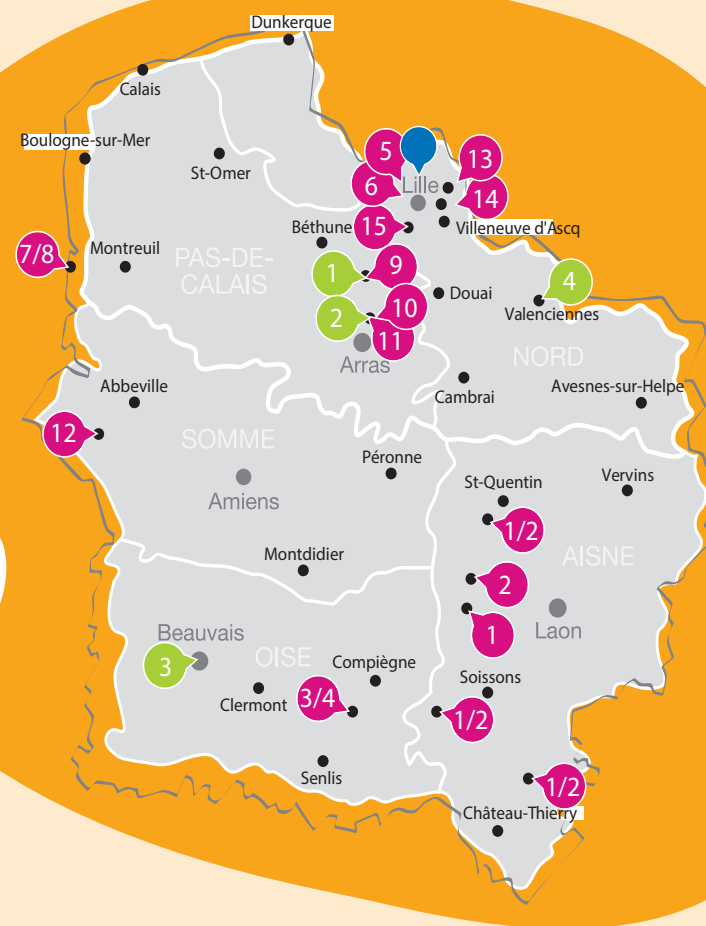 Dunkerque
Calais
Boulogne-sur-Mer
St-Omer
5
13
6
Lille
14
15
Villeneuve d'Ascq
Béthune
7/8
Montreuil
PAS-DE-
CALAIS
1
9
4
Douai
10
2
Valenciennes
11
Arras
NORD
Abbeville
Cambrai
Avesnes-sur-Helpe
12
SOMME
Péronne
Amiens
St-Quentin
Vervins
1/2
Montdidier
AISNE
2
Beauvais
1
Laon
3
OISE
Compiègne
Soissons
Clermont
3/4
1/2
Senlis
1/2
Château-Thierry